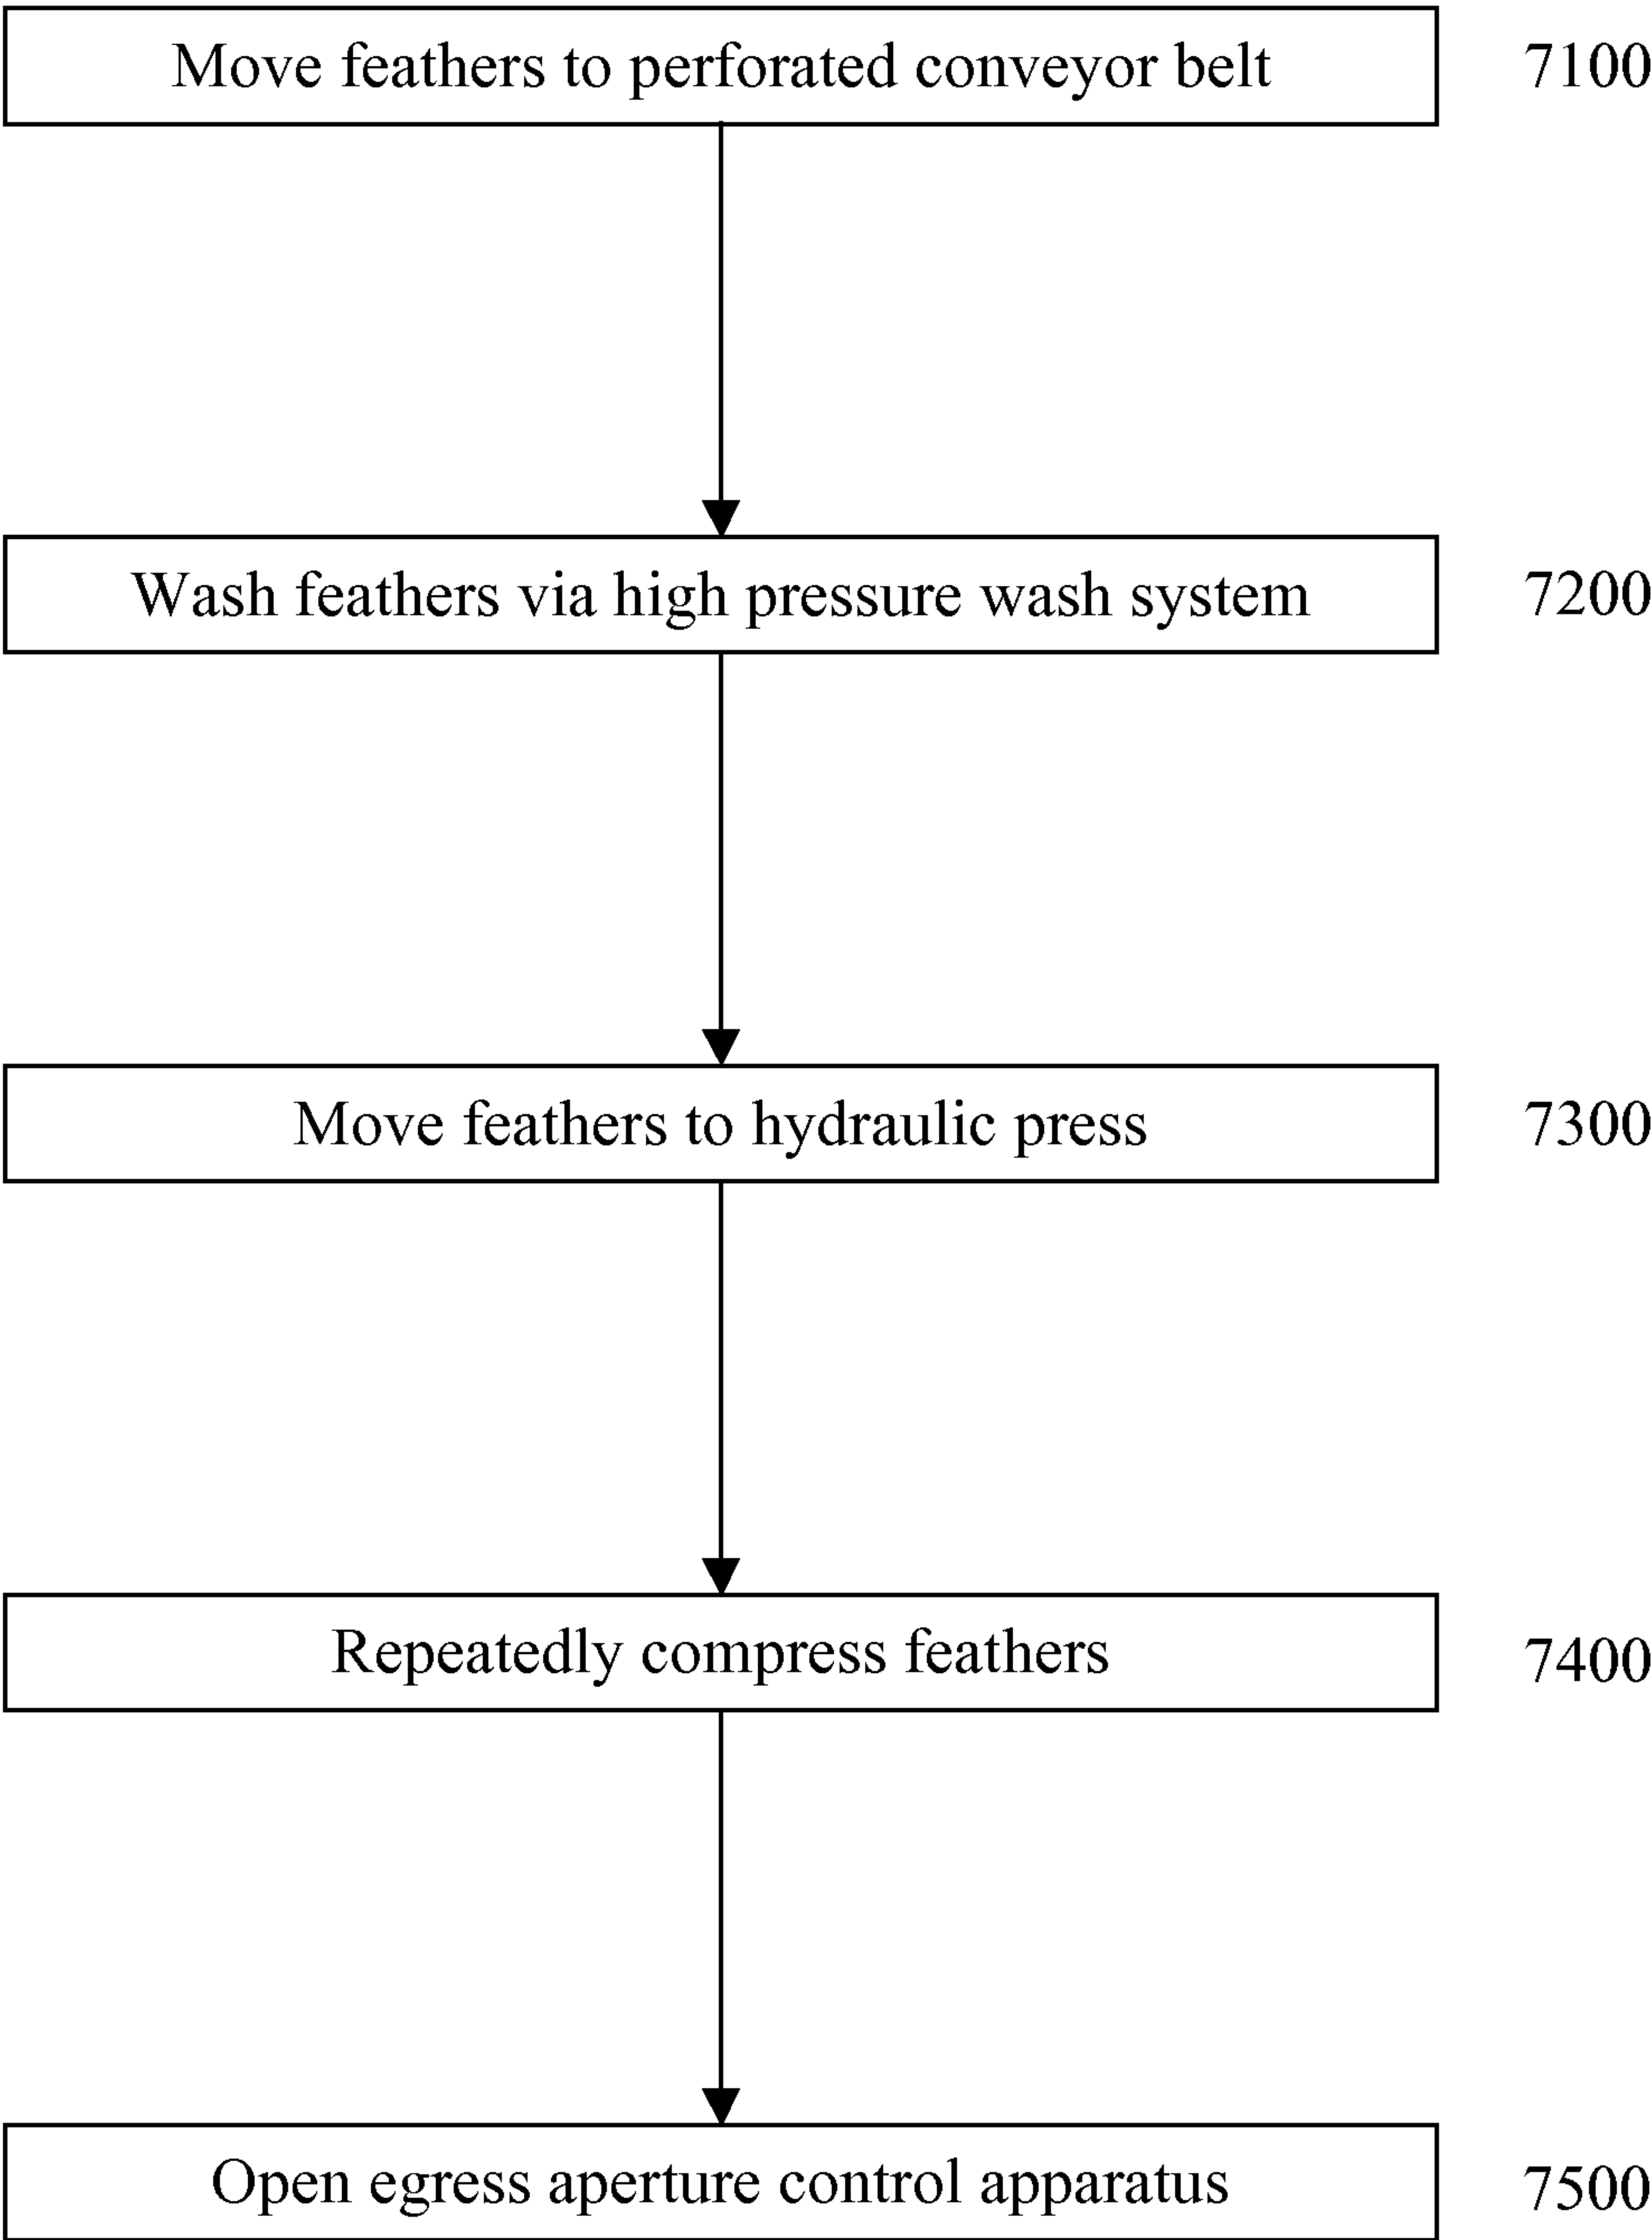 Move feathers to perforated conveyor belt 7100
Wash feathers via high pressure wash system 7200
Move feathers to hydraulic press 7300
Repeatedly compress feathers 7400
Open egress aperture control apparatus 7500